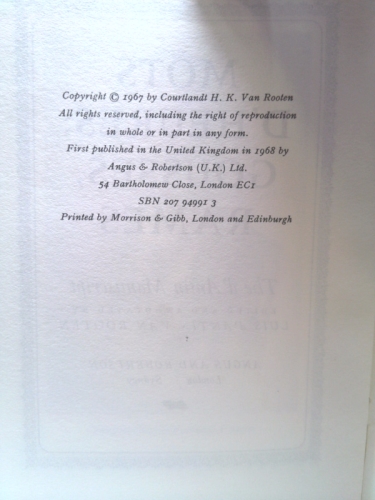 Copyright © 1967 by Courtlandt H. K. Van Rooten
All rights reserved, including the right of reproduction
in whole or in part in any form.
First published in the United Kingdom in 1968 by
Angus & Robertson (U.K.) Ltd.
54 Bartholomew Close, London EC1
SBN 207 94991 3
Printed by Morrison & Gibb, London and Edinburgh